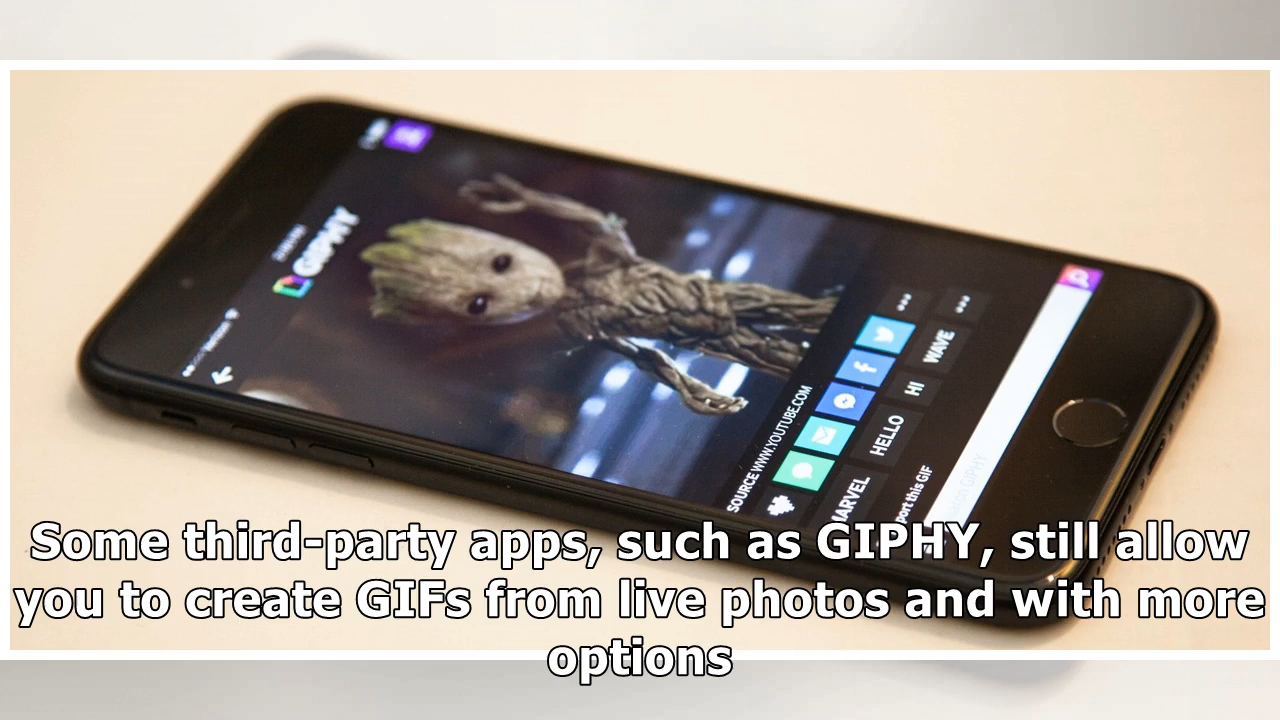 GIPHY
SOURCE WWW.YOUTUBE.COM
HELLO
HI
WAVE
Some third-party apps, such as GIPHY, still allow
you to create GIFs from live photos and with more
options